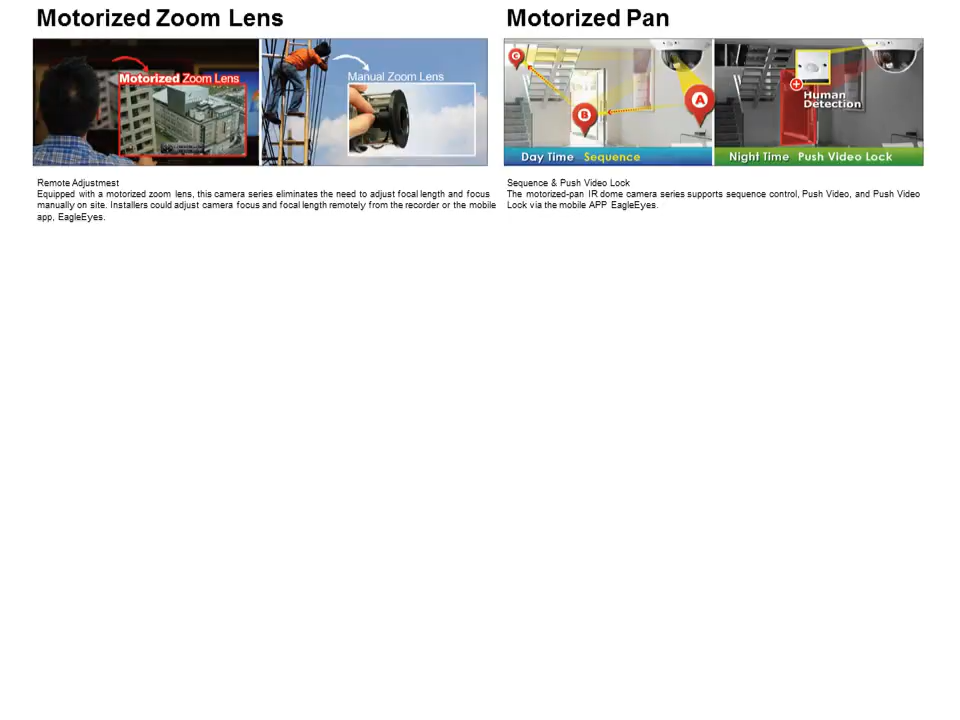 Motorized Zoom Lens
Motorized Zoom Lens
Manual Zoom Lens
Remote Adjustmest
Equipped with a motorized zoom lens, this camera series eliminates the need to adjust focal length and focus
manually on site. Installers could adjust camera focus and focal length remotely from the recorder or the mobile
app, EagleEyes.
Motorized Pan
C
B
A
Day Time Sequence
Human
Detection
Night Time Push Video Lock
Sequence & Push Video Lock
The motorized-pan IR dome camera series supports sequence control, Push Video, and Push Video
Lock via the mobile APP EagleEyes.